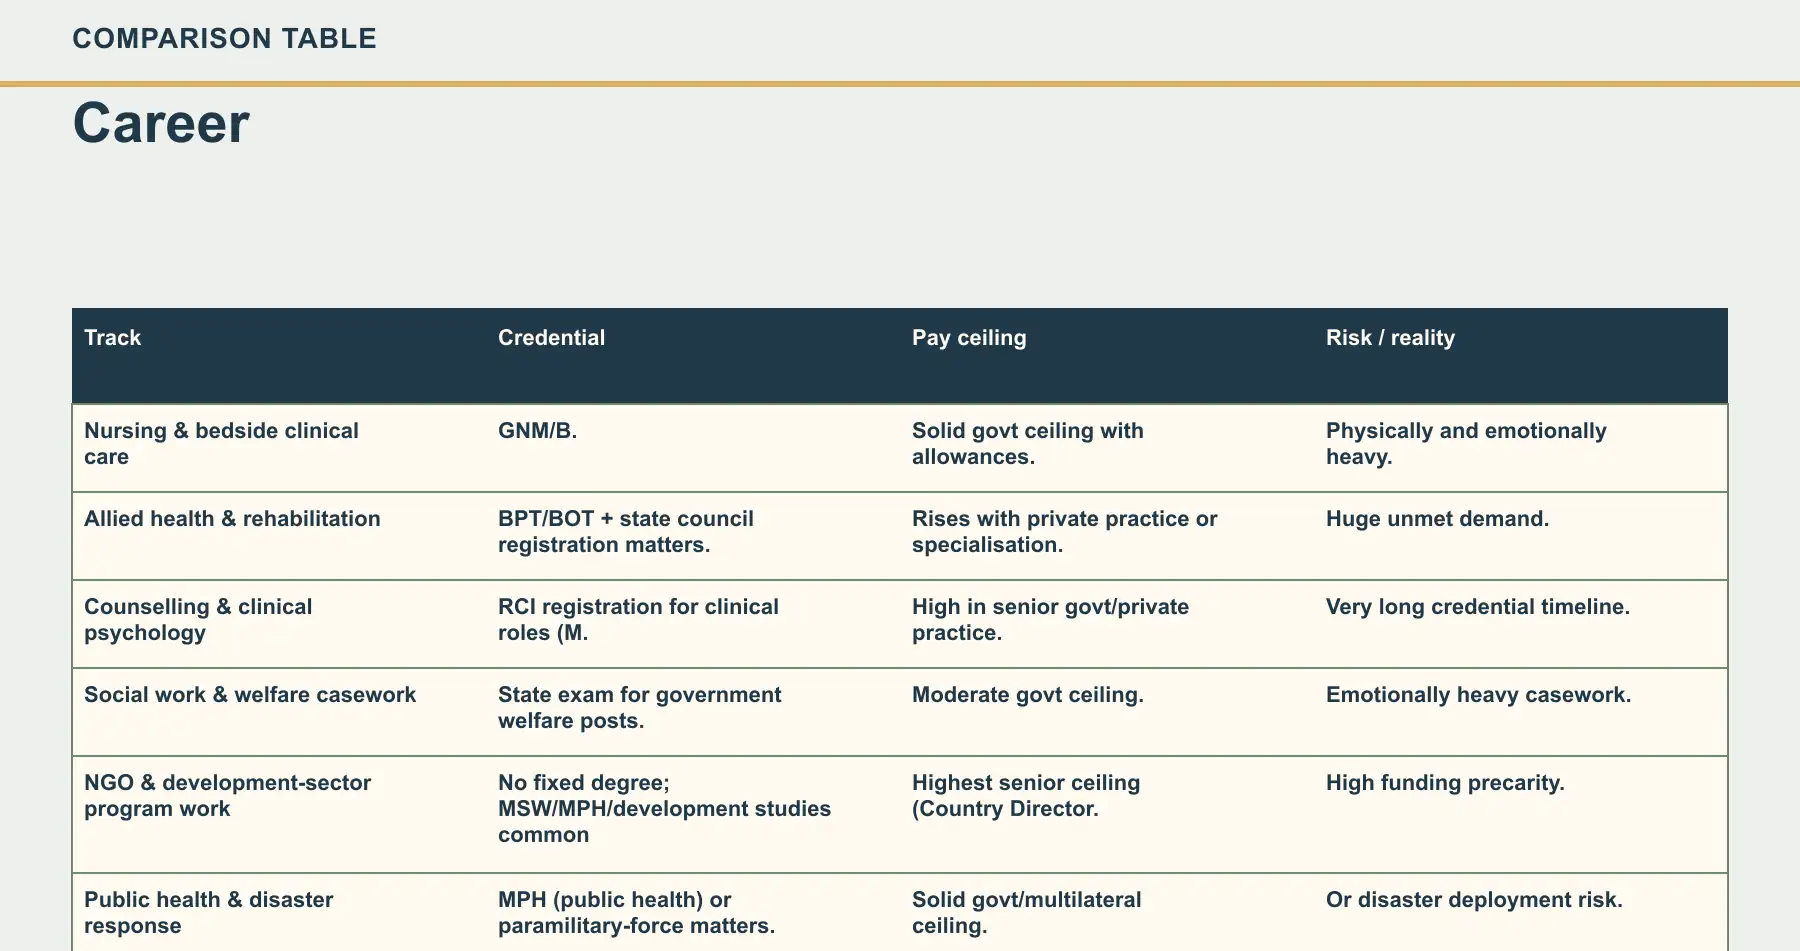 COMPARISON TABLE
Career
Track
Credential
Pay ceiling
Risk / reality
Nursing & bedside clinical
care
GNM/B.
Solid govt ceiling with
allowances.
Physically and emotionally
heavy.
Allied health & rehabilitation
BPT/BOT + state council
registration matters.
Rises with private practice or
specialisation.
Huge unmet demand.
Counselling & clinical
psychology
RCI registration for clinical
roles (M.
High in senior govt/private
practice.
Very long credential timeline.
Social work & welfare casework
State exam for government
welfare posts.
Moderate govt ceiling.
Emotionally heavy casework.
NGO & development-sector
program work
No fixed degree;
MSW/MPH/development studies
common
Highest senior ceiling
(Country Director.
High funding precarity.
Public health & disaster
response
MPH (public health) or
paramilitary-force matters.
Solid govt/multilateral
ceiling.
Or disaster deployment risk.